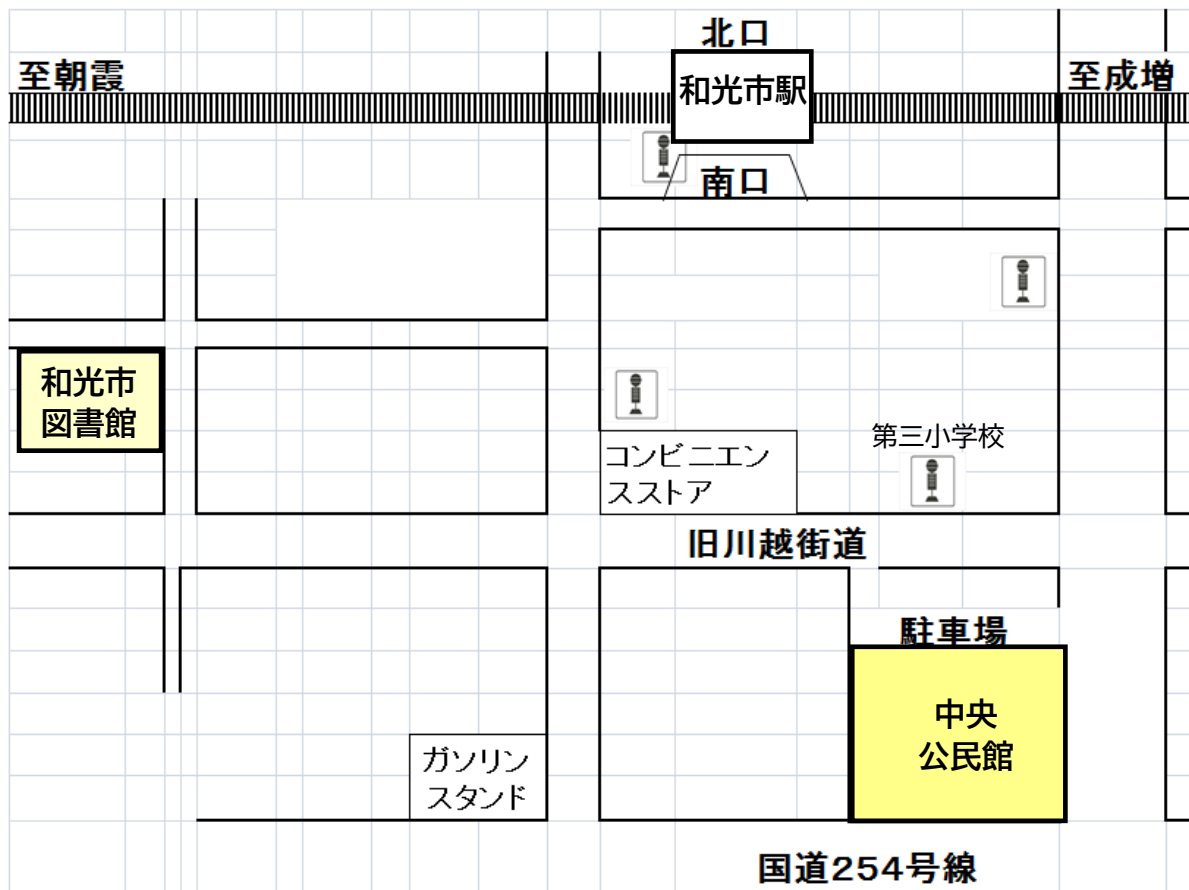 北口
至朝霞
和光市駅
至成増
南口
和光市
図書館
第三小学校
コンビニエン
スストア
旧川越街道
駐車場
中央
公民館
ガソリン
スタンド
国道254号線